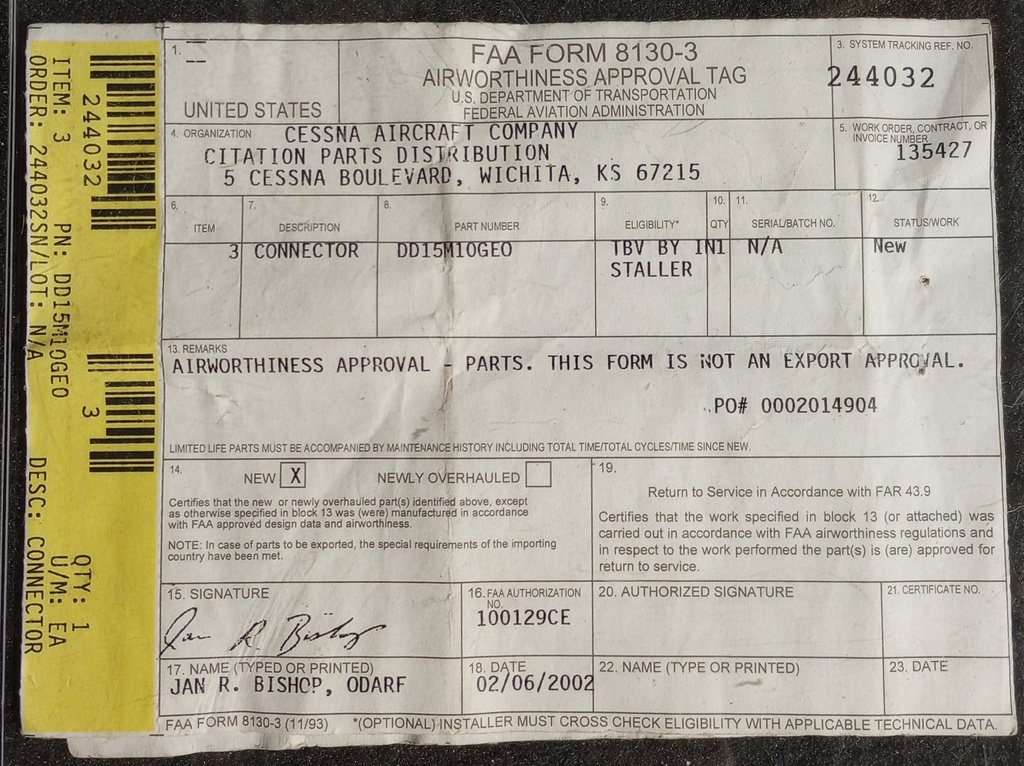 1.
UNITED STATES
FAA FORM 8130-3
AIRWORTHINESS APPROVAL TAG
U.S. DEPARTMENT OF TRANSPORTATION
FEDERAL AVIATION ADMINISTRATION
3. SYSTEM TRACKING REF. NO.
244032
4. ORGANIZATION CESSNA AIRCRAFT COMPANY
CITATION PARTS DISTRIBUTION
5 CESSNA BOULEVARD, WICHITA, KS 67215
5. WORK ORDER, CONTRACT, OR
INVOICE NUMBER
135427
6. 7. 8. 9. 10. 11. 12.
ITEM DESCRIPTION PART NUMBER ELIGIBILITY* QTY SERIAL/BATCH NO. STATUS/WORK
3 CONNECTOR DD15M10GEO TBV BY IN1 N/A New
STALLER
13. REMARKS
AIRWORTHINESS APPROVAL - PARTS. THIS FORM IS NOT AN EXPORT APPROVAL.
PO# 0002014904
LIMITED LIFE PARTS MUST BE ACCOMPANIED BY MAINTENANCE HISTORY INCLUDING TOTAL TIME/TOTAL CYCLES/TIME SINCE NEW.
14.
NEW X NEWLY OVERHAULED
Certifies that the new or newly overhauled part(s) identified above, except
as otherwise specified in block 13 was (were) manufactured in accordance
with FAA approved design data and airworthiness.
NOTE: In case of parts to be exported, the special requirements of the importing
country have been met.
19.
Return to Service in Accordance with FAR 43.9
Certifies that the work specified in block 13 (or attached) was
carried out in accordance with FAA airworthiness regulations and
in respect to the work performed the part(s) is (are) approved for
return to service.
15. SIGNATURE
Jan R. Bishop
16. FAA AUTHORIZATION
NO.
100129CE
20. AUTHORIZED SIGNATURE
21. CERTIFICATE NO.
17. NAME (TYPED OR PRINTED)
JAN R. BISHOP, ODARF
18. DATE
02/06/2002
22. NAME (TYPE OR PRINTED)
23. DATE
FAA FORM 8130-3 (11/93) *(OPTIONAL) INSTALLER MUST CROSS CHECK ELIGIBILITY WITH APPLICABLE TECHNICAL DATA.
244032 3
QTY: 1
ITEM: 3 PN: DD15M10GEO U/M: EA
ORDER: 244032SN/LOT: N/A DESC: CONNECTOR